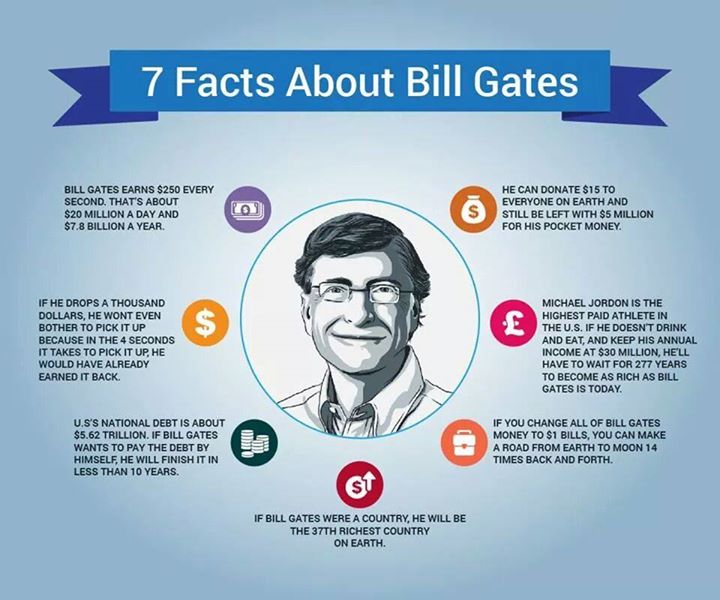 7 Facts About Bill Gates
BILL GATES EARNS $250 EVERY
SECOND. THAT'S ABOUT
$20 MILLION A DAY AND
$7.8 BILLION A YEAR.
HE CAN DONATE $15 TO
EVERYONE ON EARTH AND
STILL BE LEFT WITH $5 MILLION
FOR HIS POCKET MONEY.
IF HE DROPS A THOUSAND
DOLLARS, HE WONT EVEN
BOTHER TO PICK IT UP
BECAUSE IN THE 4 SECONDS
IT TAKES TO PICK IT UP, HE
WOULD HAVE ALREADY
EARNED IT BACK.
$
£
MICHAEL JORDON IS THE
HIGHEST PAID ATHLETE IN
THE U.S. IF HE DOESN'T DRINK
AND EAT, AND KEEP HIS ANNUAL
INCOME AT $30 MILLION, HE'LL
HAVE TO WAIT FOR 277 YEARS
TO BECOME AS RICH AS BILL
GATES IS TODAY.
U.S'S NATIONAL DEBT IS ABOUT
$5.62 TRILLION. IF BILL GATES
WANTS TO PAY THE DEBT BY
HIMSELF, HE WILL FINISH IT IN
LESS THAN 10 YEARS.
IF YOU CHANGE ALL OF BILL GATES
MONEY TO $1 BILLS, YOU CAN MAKE
A ROAD FROM EARTH TO MOON 14
TIMES BACK AND FORTH.
$
IF BILL GATES WERE A COUNTRY, HE WILL BE
THE 37TH RICHEST COUNTRY
ON EARTH.